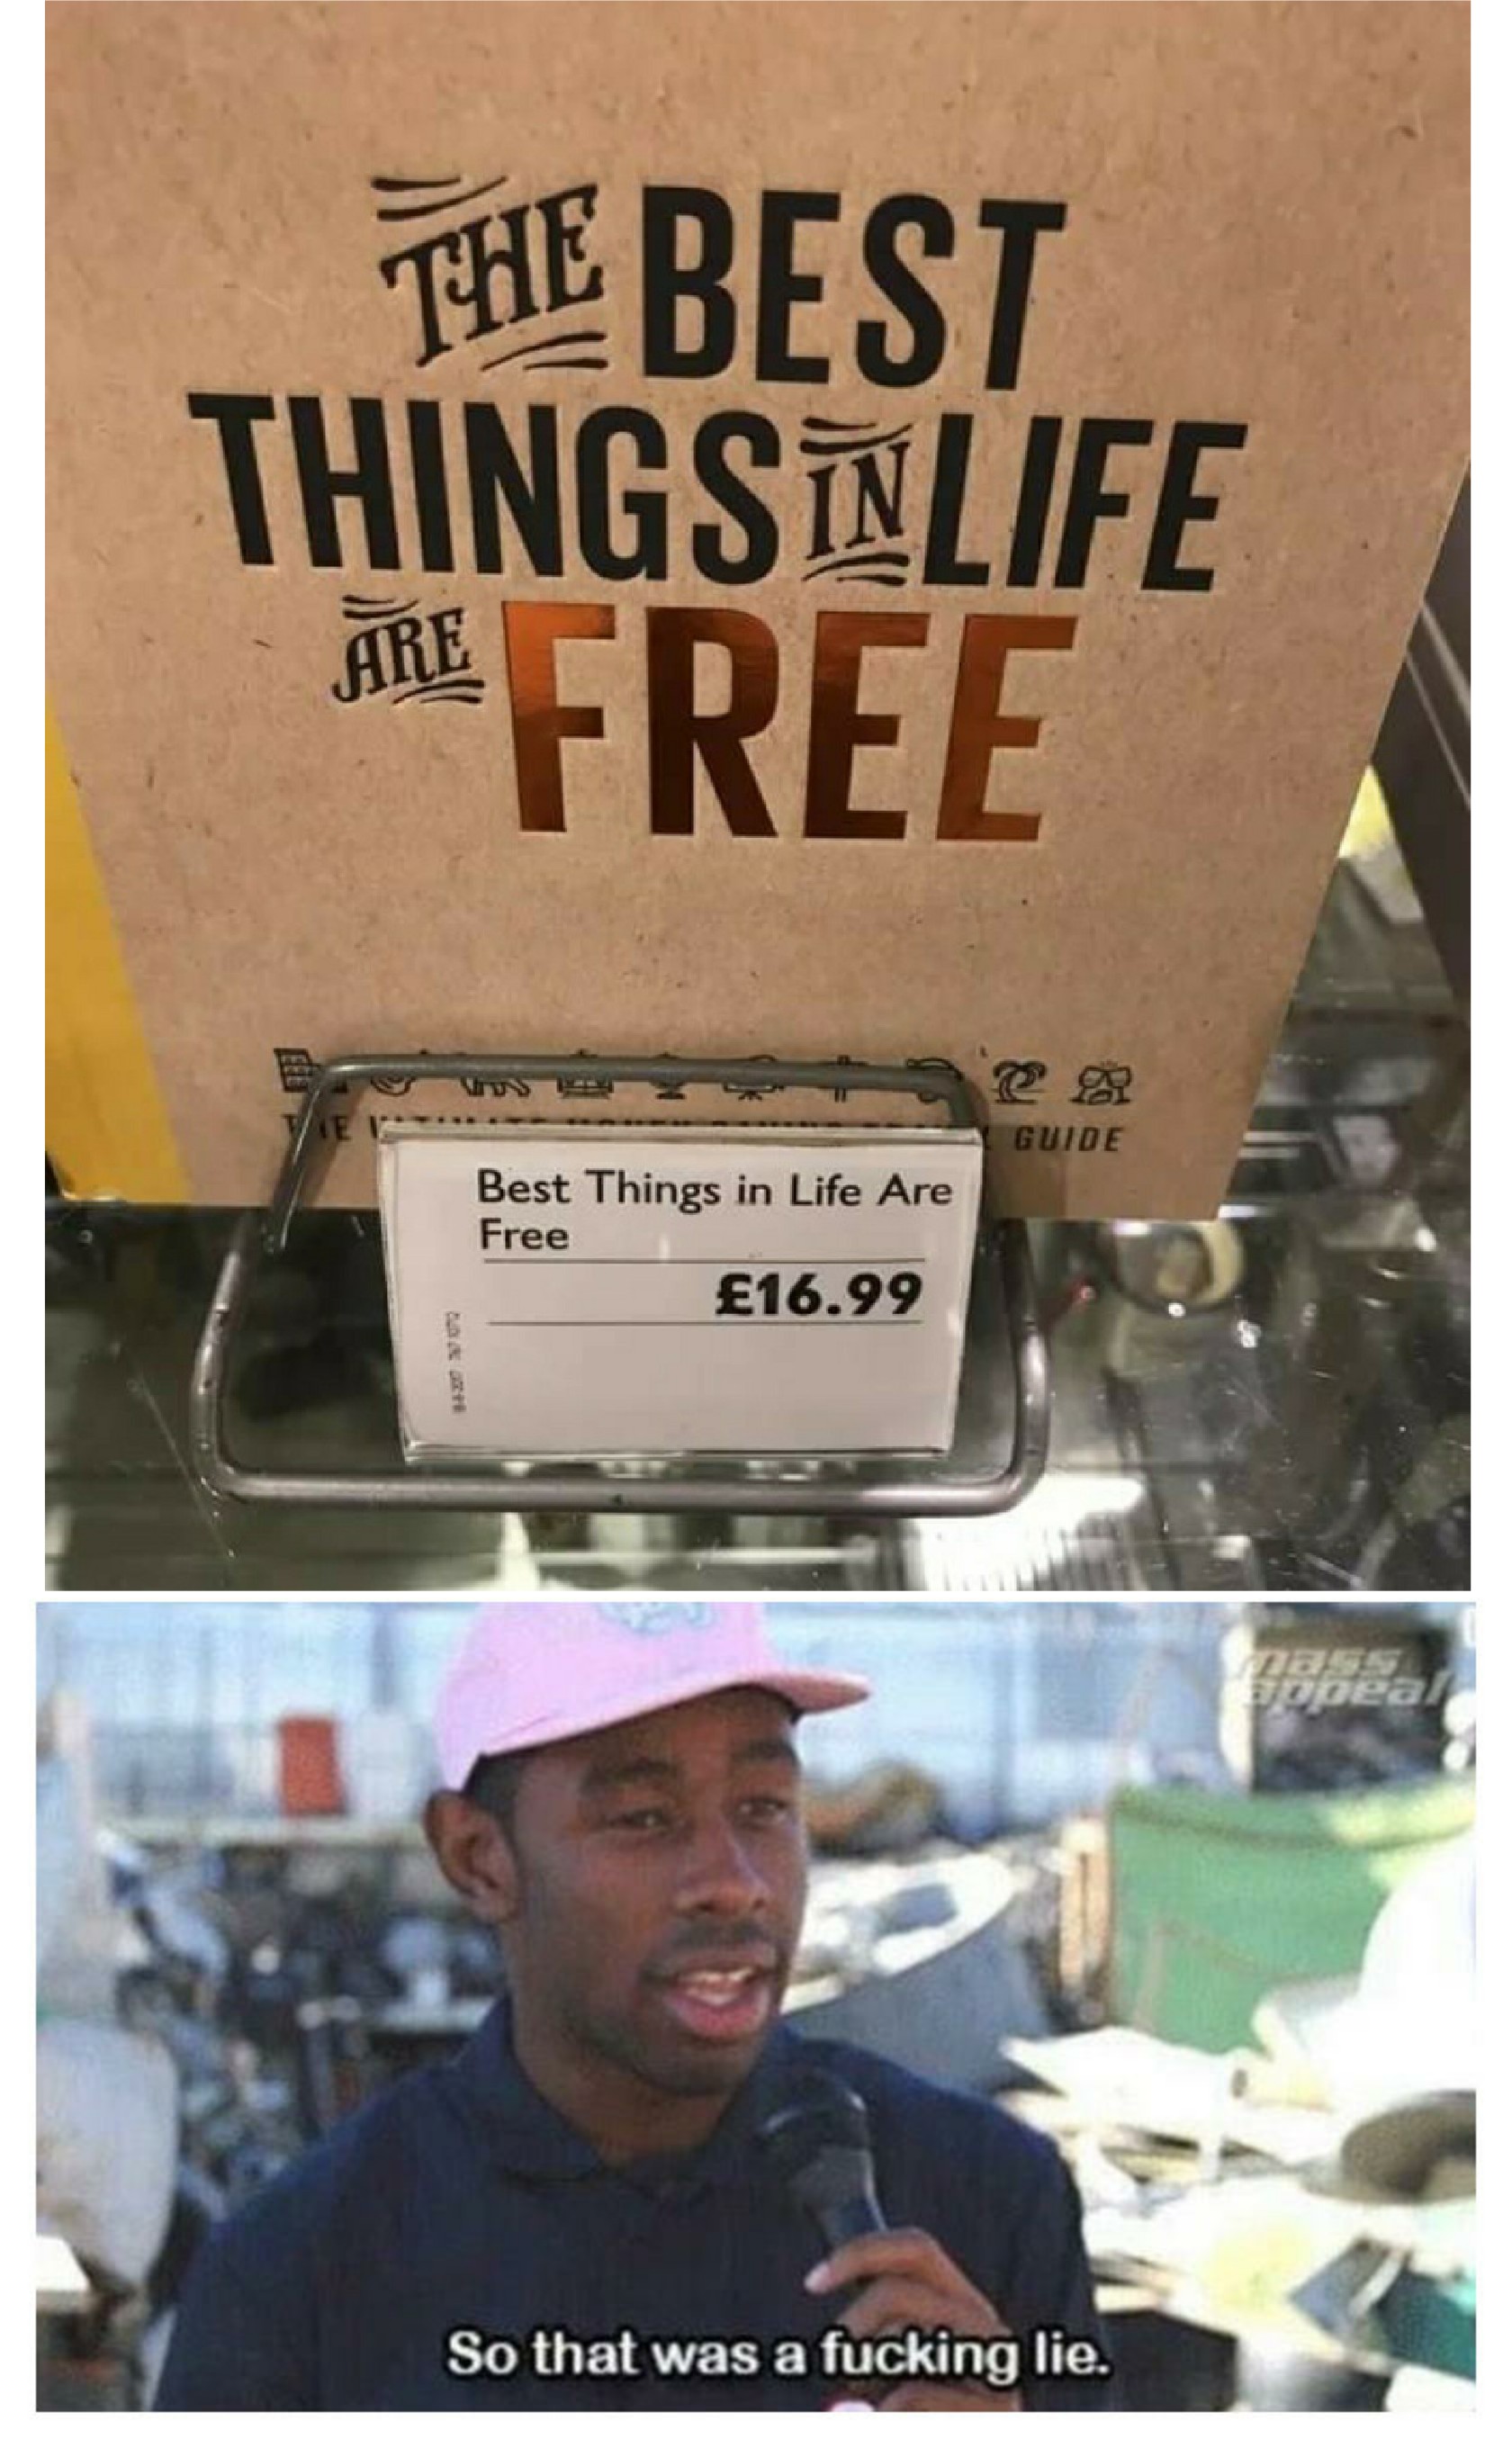 THE BEST
THINGS IN LIFE
ARE FREE
GUIDE
Best Things in Life Are
Free
£16.99
mass
appeal
So that was a fucking lie.